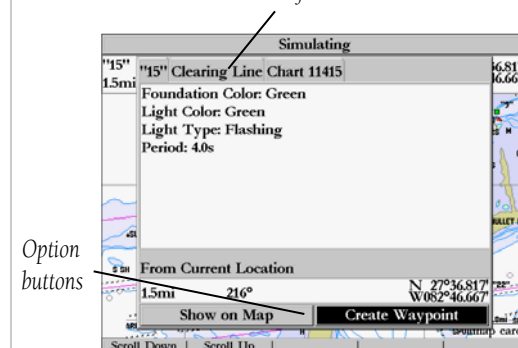 Simulating
"15"
1.5mi
"15" Clearing Line Chart 11415
Foundation Color: Green
Light Color: Green
Light Type: Flashing
Period: 4.0s
From Current Location
1.5mi 216° N 27°36.817'
W082°46.667'
Show on Map Create Waypoint
Scroll Down Scroll Up
Option
buttons